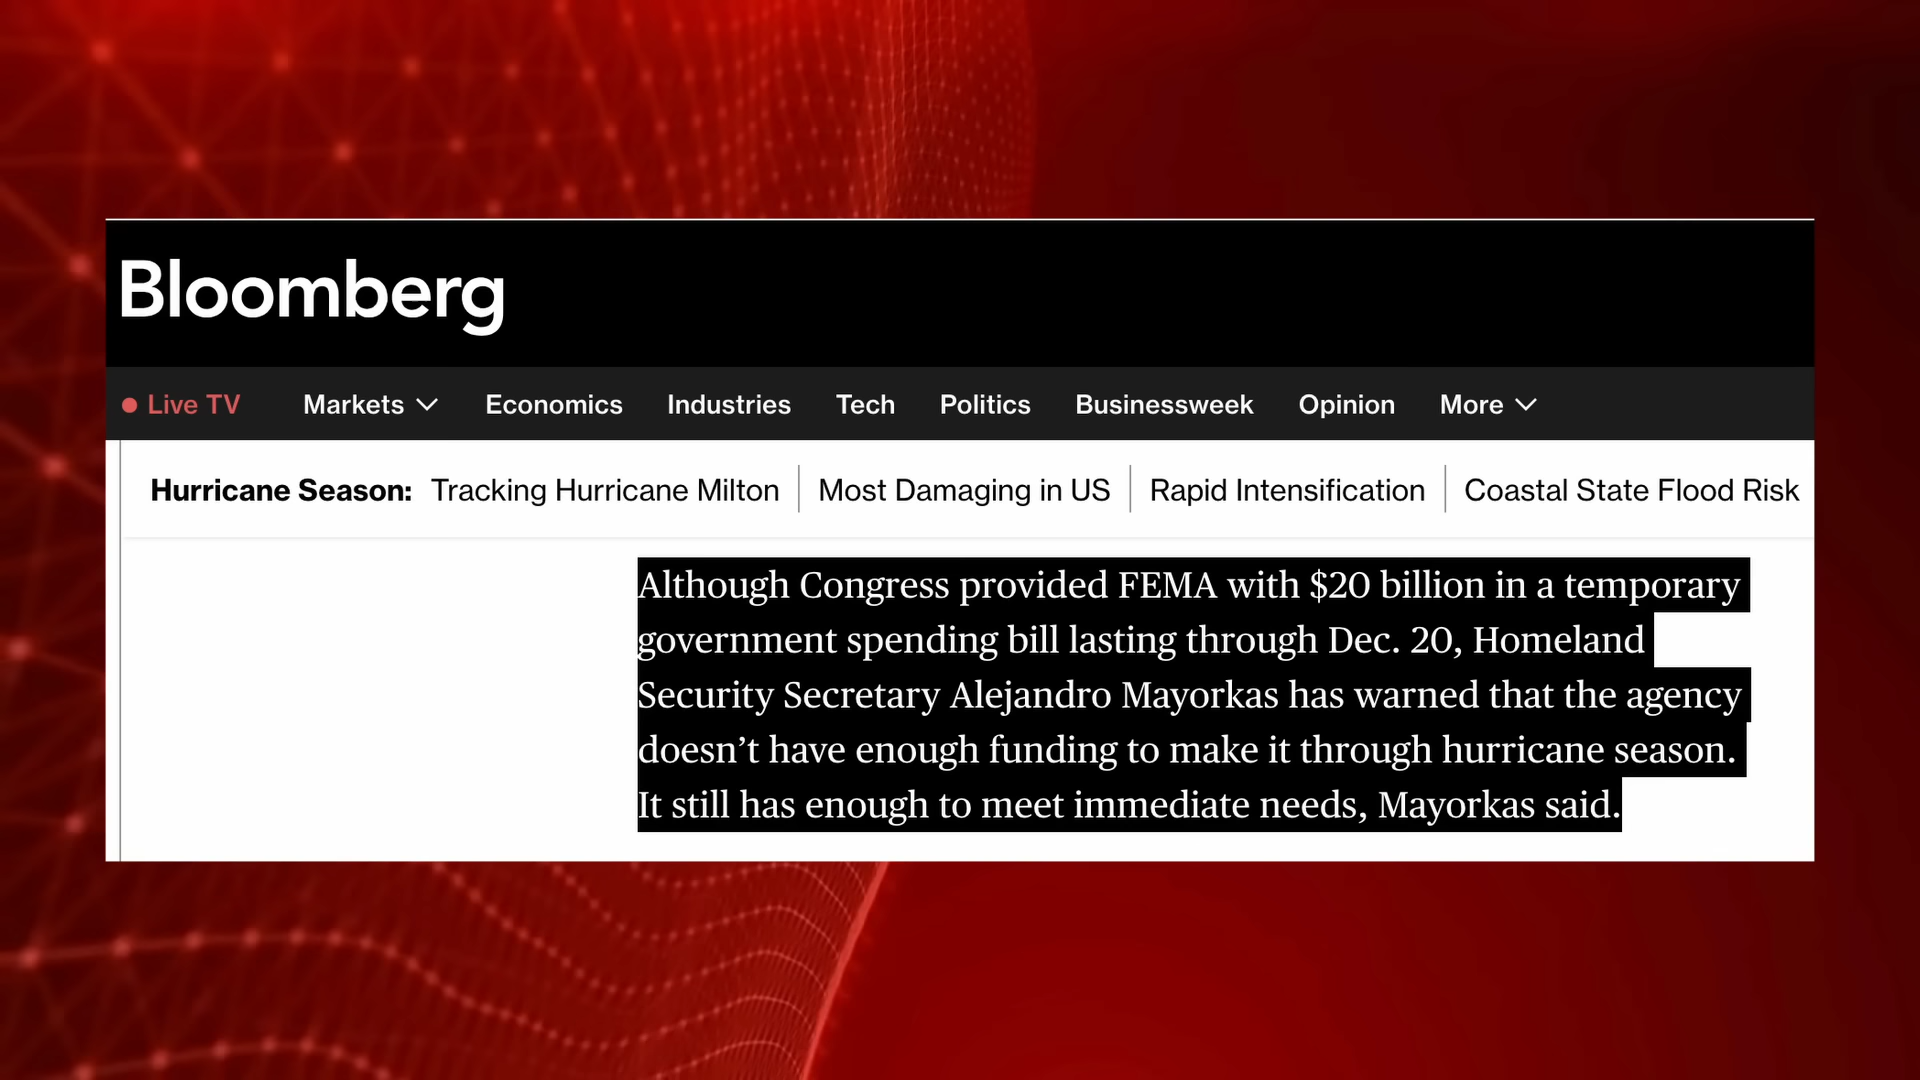 Bloomberg
Live TV Markets Economics Industries Tech Politics Businessweek Opinion More
Hurricane Season: Tracking Hurricane Milton Most Damaging in US Rapid Intensification Coastal State Flood Risk
Although Congress provided FEMA with $20 billion in a temporary
government spending bill lasting through Dec. 20, Homeland
Security Secretary Alejandro Mayorkas has warned that the agency
doesn’t have enough funding to make it through hurricane season.
It still has enough to meet immediate needs, Mayorkas said.